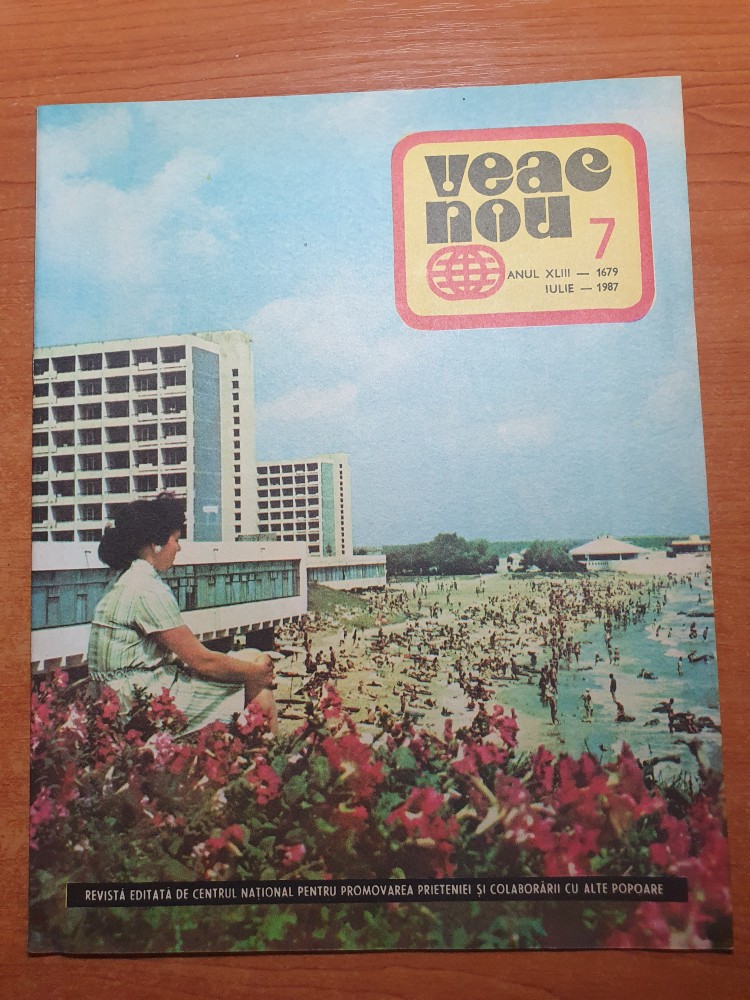 veac
nou 7
ANUL XLIII — 1679
IULIE — 1987
REVISTĂ EDITATĂ DE CENTRUL NAȚIONAL PENTRU PROMOVAREA PRIETENIEI ȘI COLABORĂRII CU ALTE POPOARE